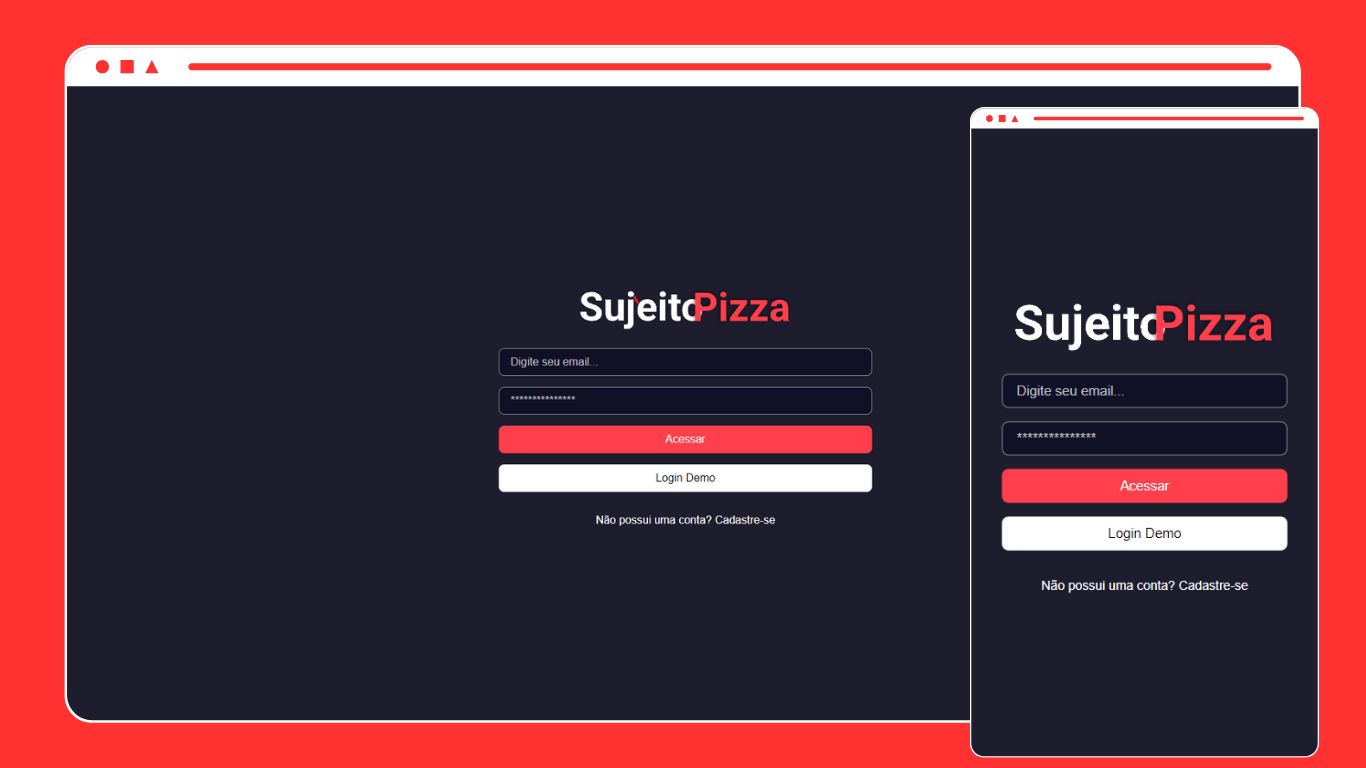 SujeitoPizza
Digite seu email...
***************
Acessar
Login Demo
Não possui uma conta? Cadastre-se
SujeitoPizza
Digite seu email...
***************
Acessar
Login Demo
Não possui uma conta? Cadastre-se